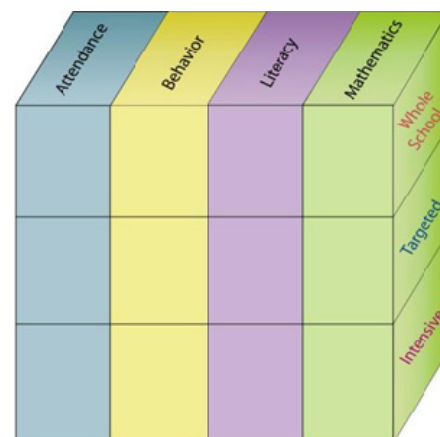 Attendance
Behavior
Literacy
Mathematics
Whole
School
Targeted
Intensive